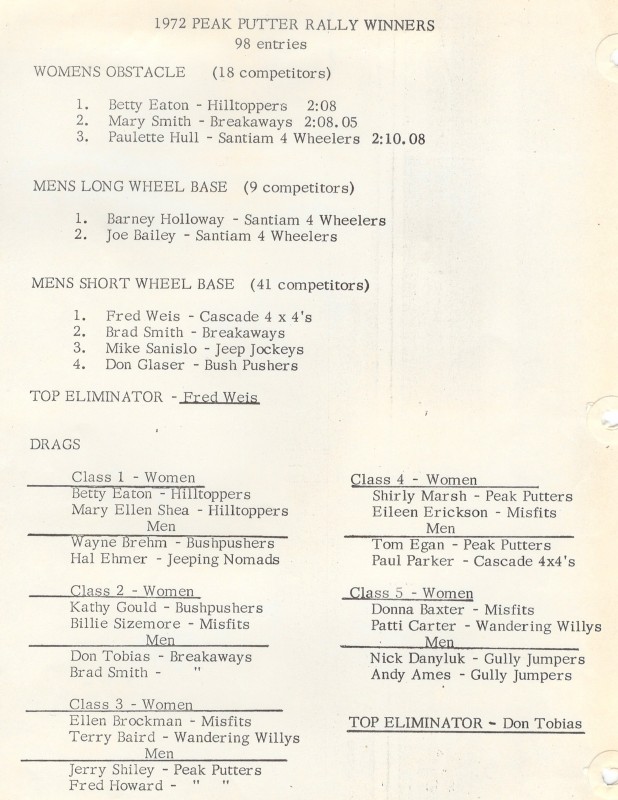 1972 PEAK PUTTER RALLY WINNERS
98 entries
WOMENS OBSTACLE (18 competitors)
1. Betty Eaton - Hilltoppers 2:08
2. Mary Smith - Breakaways 2:08.05
3. Paulette Hull - Santiam 4 Wheelers 2:10.08
MENS LONG WHEEL BASE (9 competitors)
1. Barney Holloway - Santiam 4 Wheelers
2. Joe Bailey - Santiam 4 Wheelers
MENS SHORT WHEEL BASE (41 competitors)
1. Fred Weis - Cascade 4 x 4's
2. Brad Smith - Breakaways
3. Mike Sanislo - Jeep Jockeys
4. Don Glaser - Bush Pushers
TOP ELIMINATOR - Fred Weis
DRAGS
Class 1 - Women
Betty Eaton - Hilltoppers
Mary Ellen Shea - Hilltoppers
Men
Wayne Brehm - Bushpushers
Hal Ehmer - Jeeping Nomads
Class 2 - Women
Kathy Gould - Bushpushers
Billie Sizemore - Misfits
Men
Don Tobias - Breakaways
Brad Smith - "
Class 3 - Women
Ellen Brockman - Misfits
Terry Baird - Wandering Willys
Men
Jerry Shiley - Peak Putters
Fred Howard - " "
Class 4 - Women
Shirly Marsh - Peak Putters
Eileen Erickson - Misfits
Men
Tom Egan - Peak Putters
Paul Parker - Cascade 4x4's
Class 5 - Women
Donna Baxter - Misfits
Patti Carter - Wandering Willys
Men
Nick Danyluk - Gully Jumpers
Andy Ames - Gully Jumpers
TOP ELIMINATOR - Don Tobias